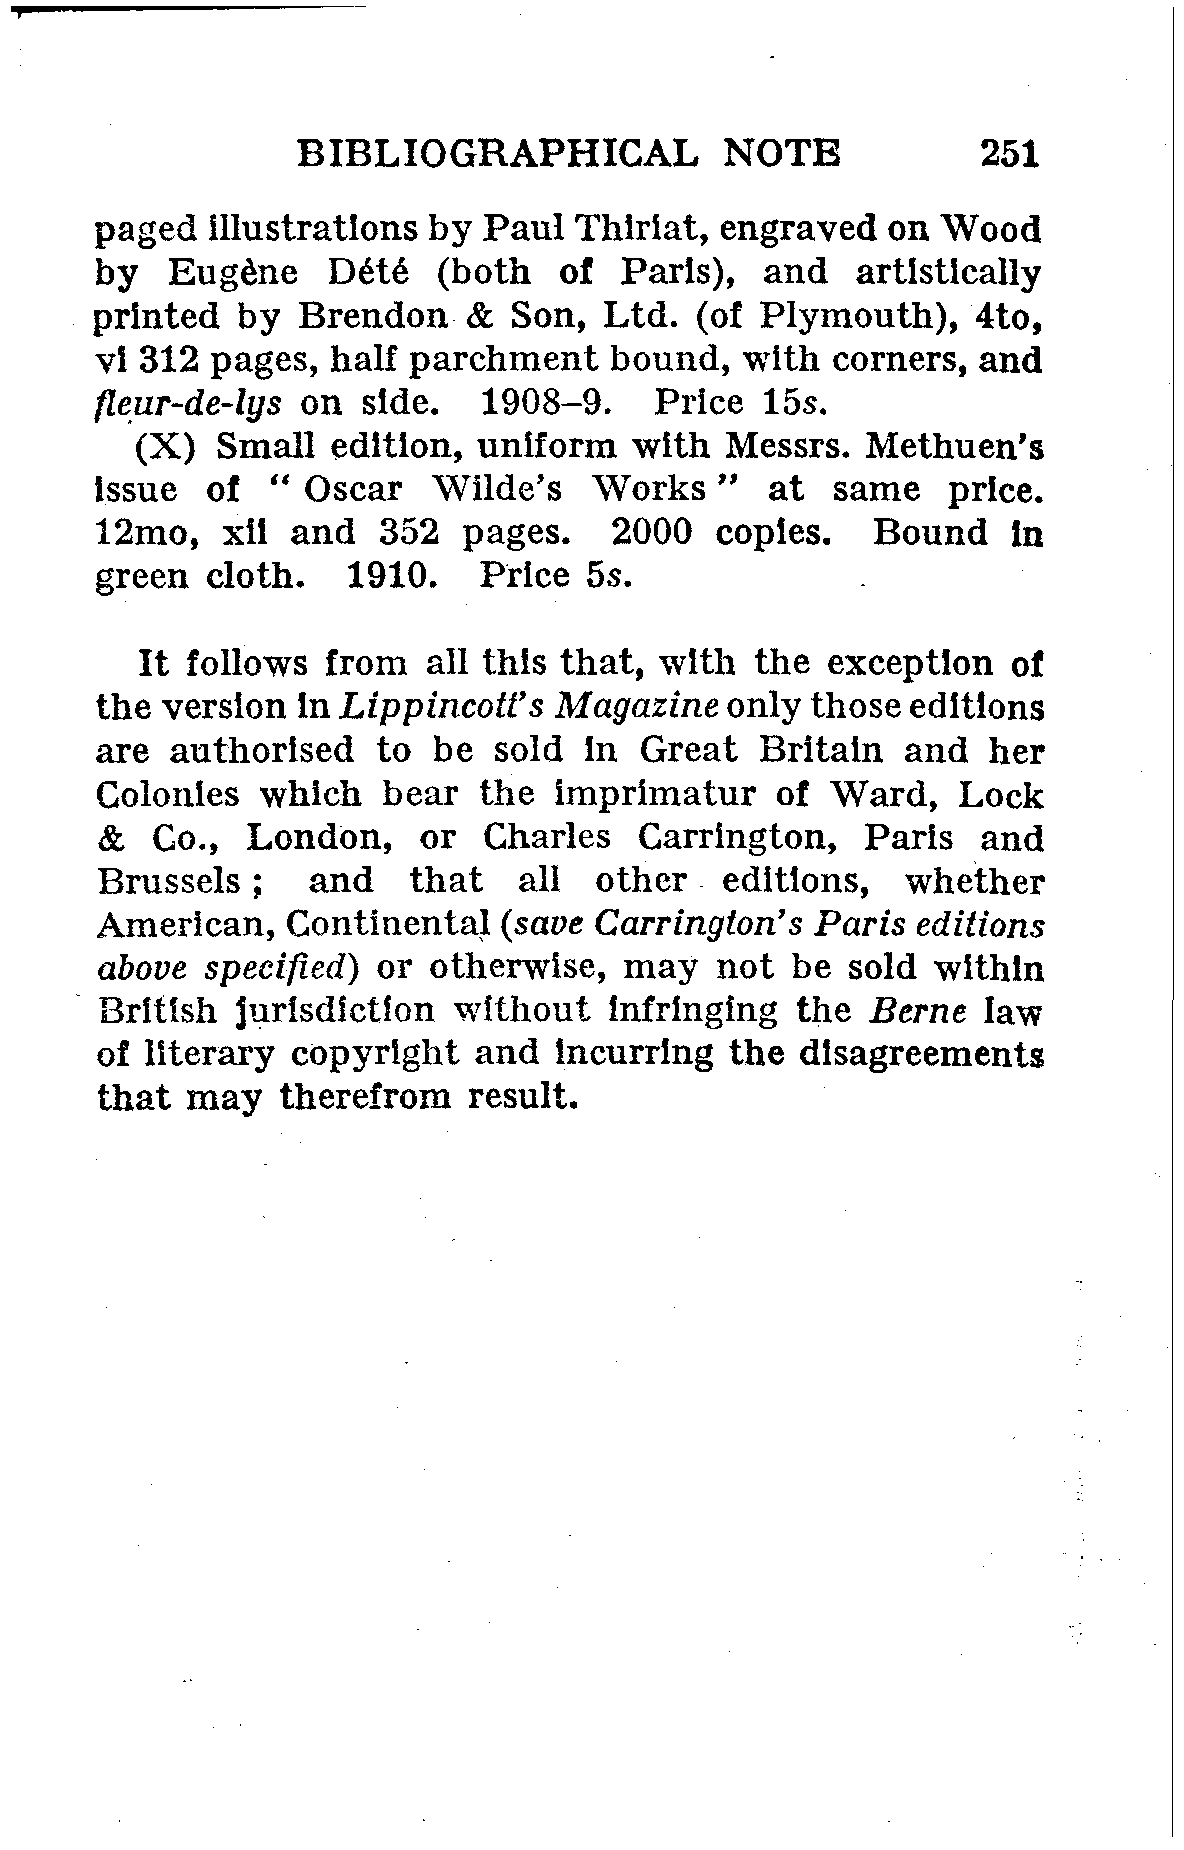 BIBLIOGRAPHICAL NOTE 251
paged illustrations by Paul Thiriat, engraved on Wood
by Eugène Dété (both of Paris), and artistically
printed by Brendon & Son, Ltd. (of Plymouth), 4to,
vi 312 pages, half parchment bound, with corners, and
fleur-de-lys on side. 1908–9. Price 15s.
(X) Small edition, uniform with Messrs. Methuen's
issue of “ Oscar Wilde's Works ” at same price.
12mo, xii and 352 pages. 2000 copies. Bound in
green cloth. 1910. Price 5s.
It follows from all this that, with the exception of
the version in Lippincott's Magazine only those editions
are authorised to be sold in Great Britain and her
Colonies which bear the imprimatur of Ward, Lock
& Co., London, or Charles Carrington, Paris and
Brussels ; and that all other editions, whether
American, Continental (save Carrington's Paris editions
above specified) or otherwise, may not be sold within
British jurisdiction without infringing the Berne law
of literary copyright and incurring the disagreements
that may therefrom result.